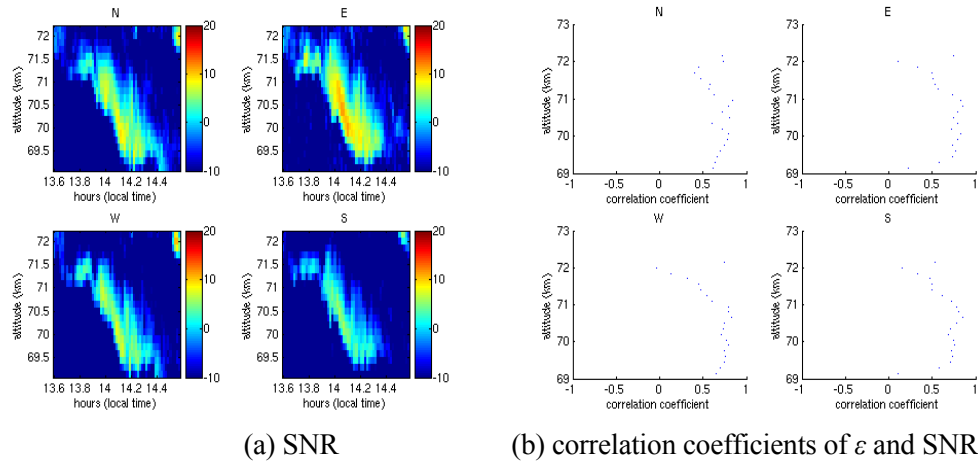 N
E
72
71.5
71
70.5
70
69.5
altitude (km)
13.6 13.8 14 14.2 14.4
hours (local time)
20
10
0
-10
72
71.5
71
70.5
70
69.5
altitude (km)
13.6 13.8 14 14.2 14.4
hours (local time)
20
10
0
-10
W
S
72
71.5
71
70.5
70
69.5
altitude (km)
13.6 13.8 14 14.2 14.4
hours (local time)
20
10
0
-10
72
71.5
71
70.5
70
69.5
altitude (km)
13.6 13.8 14 14.2 14.4
hours (local time)
20
10
0
-10
(a) SNR
N
E
73
72
71
70
69
altitude (km)
-1 -0.5 0 0.5 1
correlation coefficient
73
72
71
70
69
altitude (km)
-1 -0.5 0 0.5 1
correlation coefficient
W
S
73
72
71
70
69
altitude (km)
-1 -0.5 0 0.5 1
correlation coefficient
73
72
71
70
69
altitude (km)
-1 -0.5 0 0.5 1
correlation coefficient
(b) correlation coefficients of ε and SNR